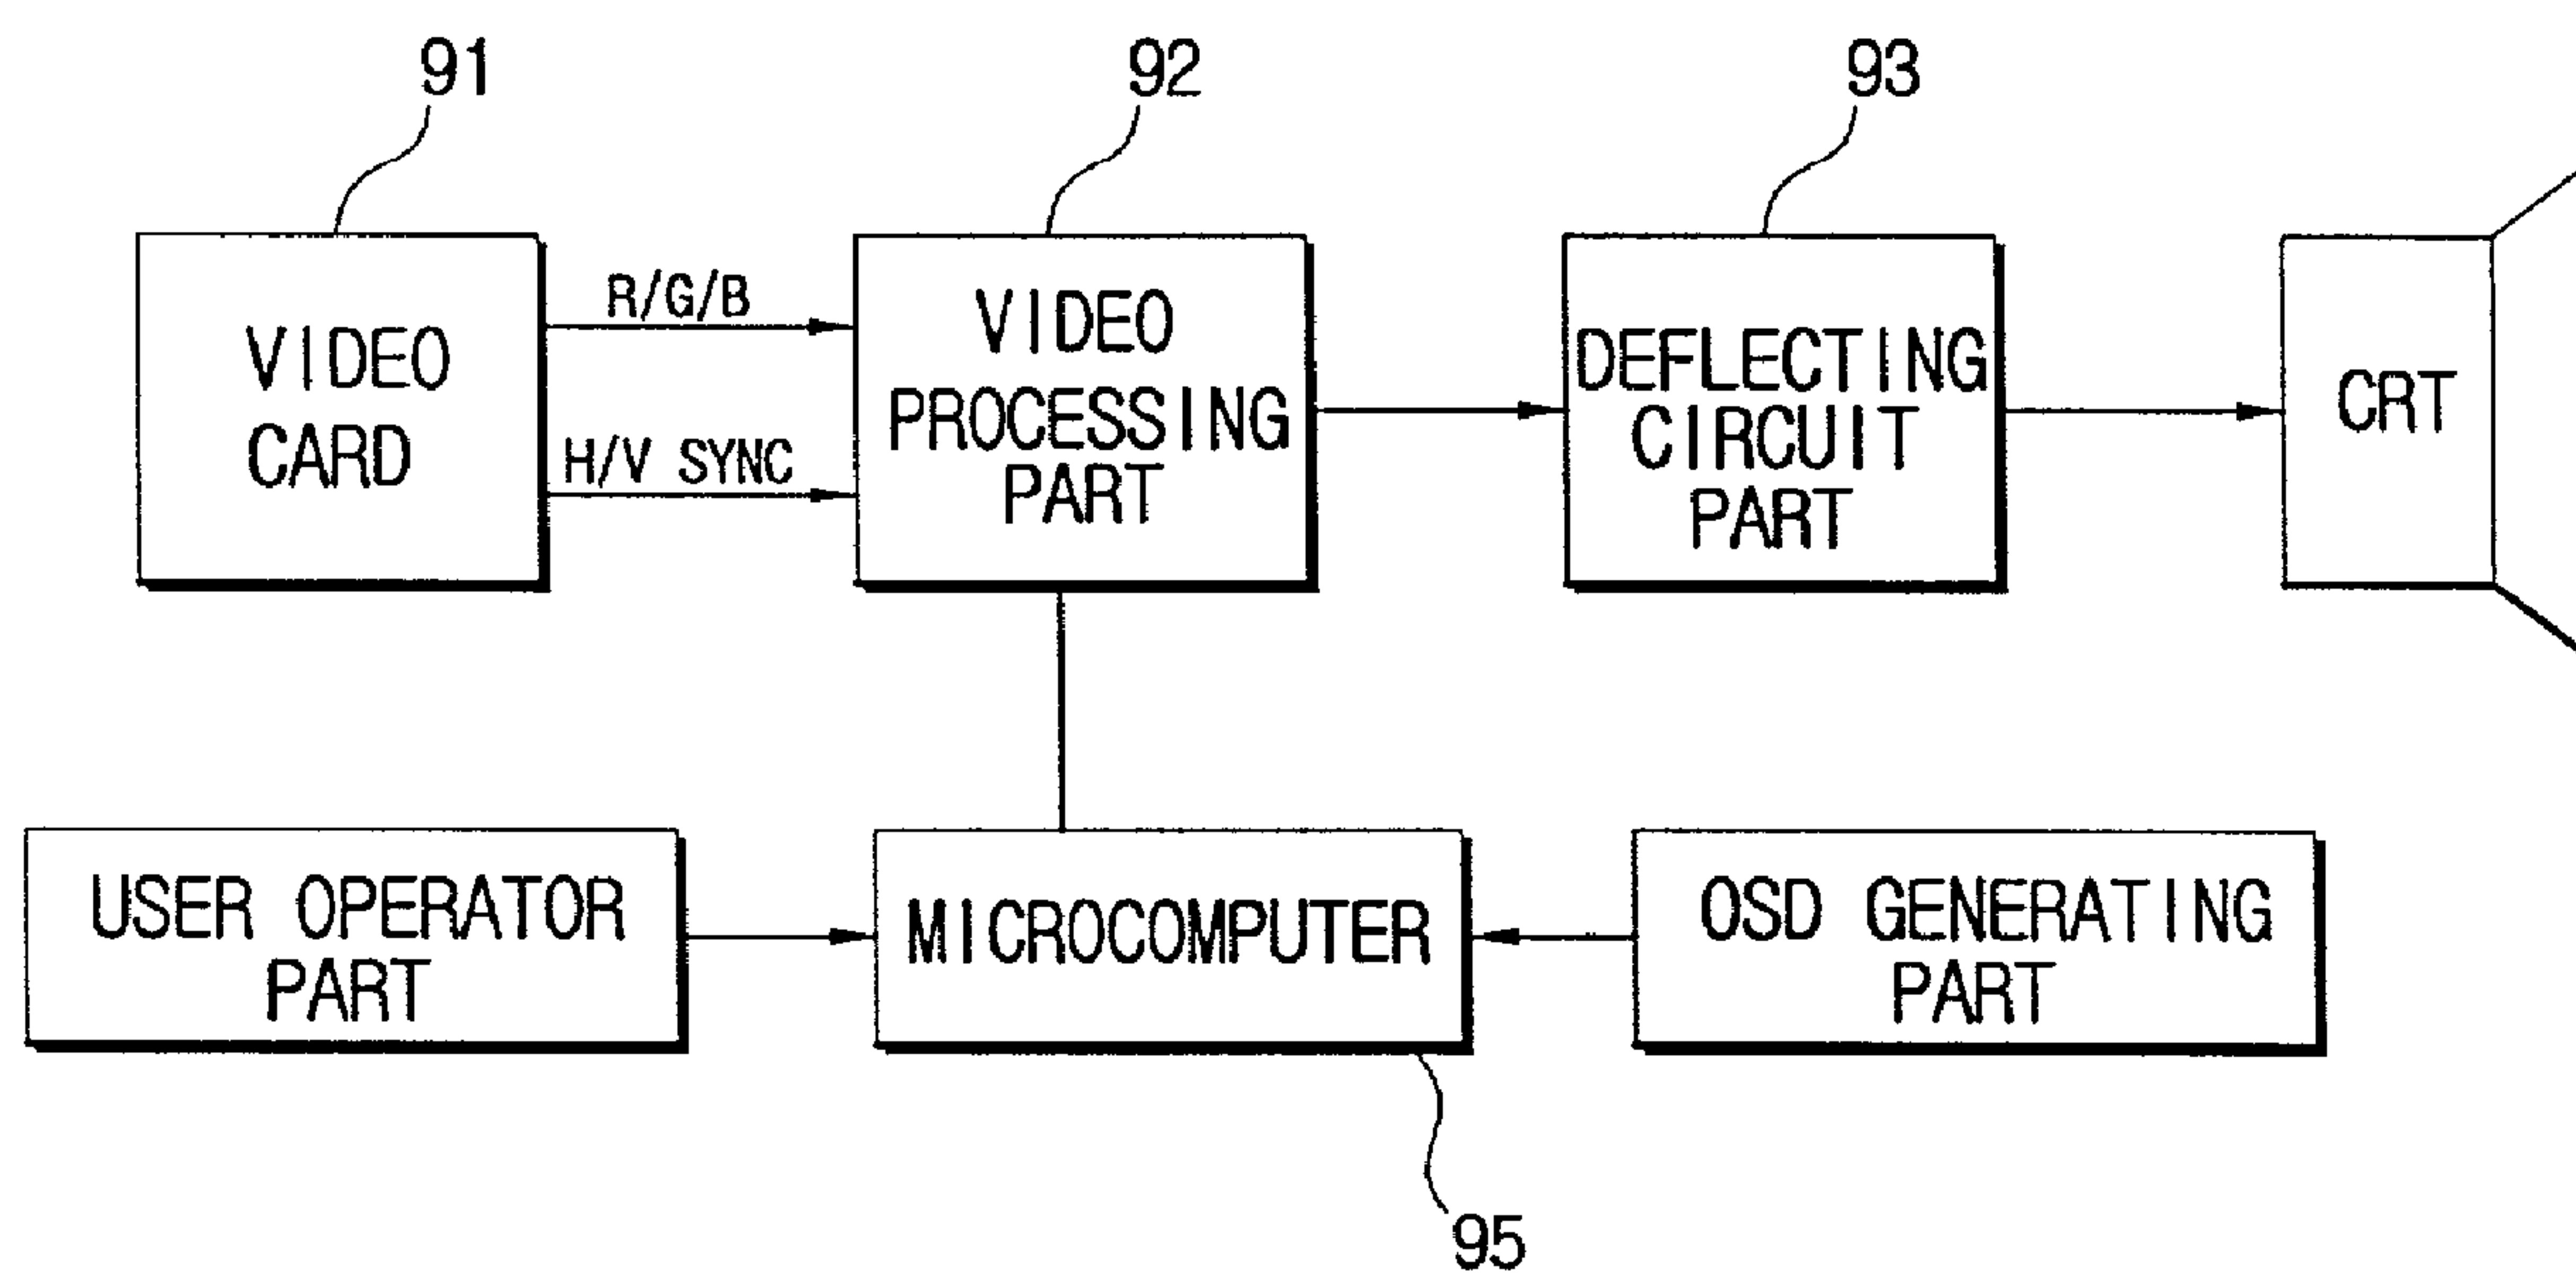 91
92
93
VIDEO
CARD
R/G/B
H/V SYNC
VIDEO
PROCESSING
PART
DEFLECTING
CIRCUIT
PART
CRT
USER OPERATOR
PART
MICROCOMPUTER
OSD GENERATING
PART
95